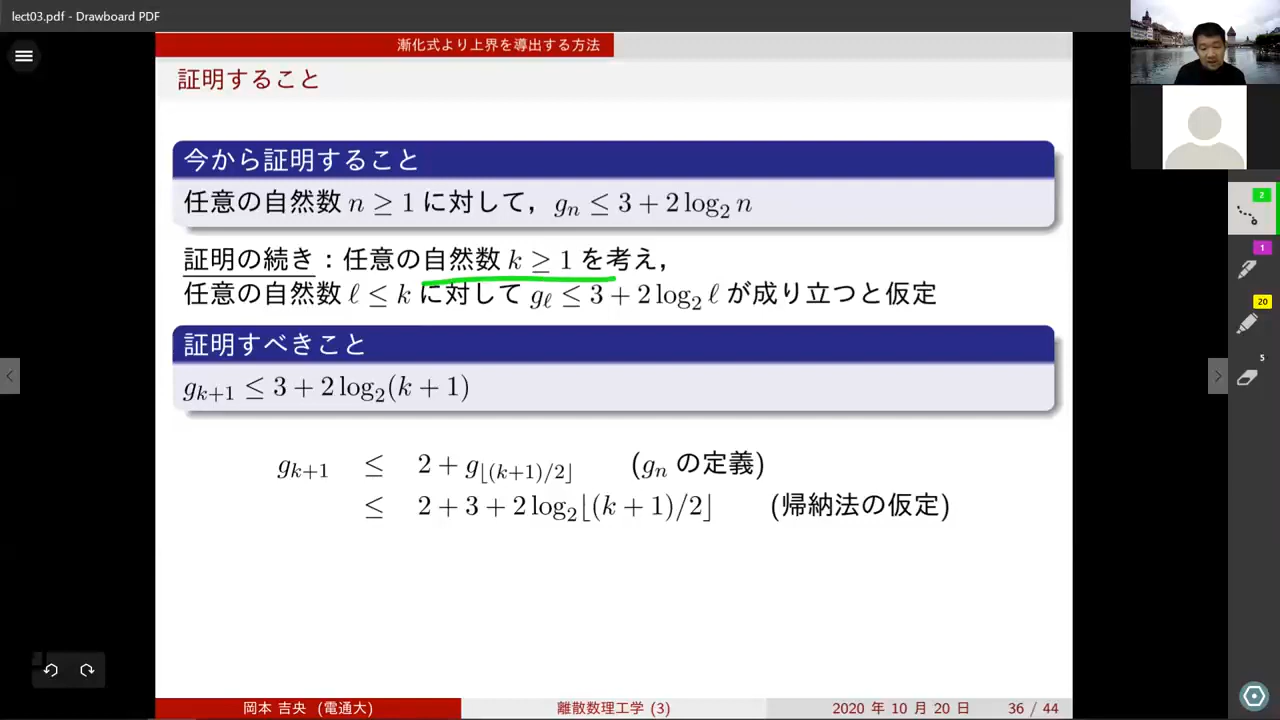 lect03.pdf - Drawboard PDF
漸化式より上界を導出する方法
証明すること
今から証明すること
任意の自然数 n ≥ 1 に対して，gₙ ≤ 3 + 2 log₂ n
証明の続き：任意の自然数 k ≥ 1 を考え，
任意の自然数 ℓ ≤ k に対して g_ℓ ≤ 3 + 2 log₂ ℓ が成り立つと仮定
証明すべきこと
g_{k+1} ≤ 3 + 2 log₂(k + 1)
g_{k+1} ≤ 2 + g_{⌊(k+1)/2⌋} (gₙ の定義)
≤ 2 + 3 + 2 log₂⌊(k + 1)/2⌋ (帰納法の仮定)
岡本 吉央 (電通大) 離散数理工学 (3) 2020 年 10 月 20 日 36 / 44
2
1
20
5